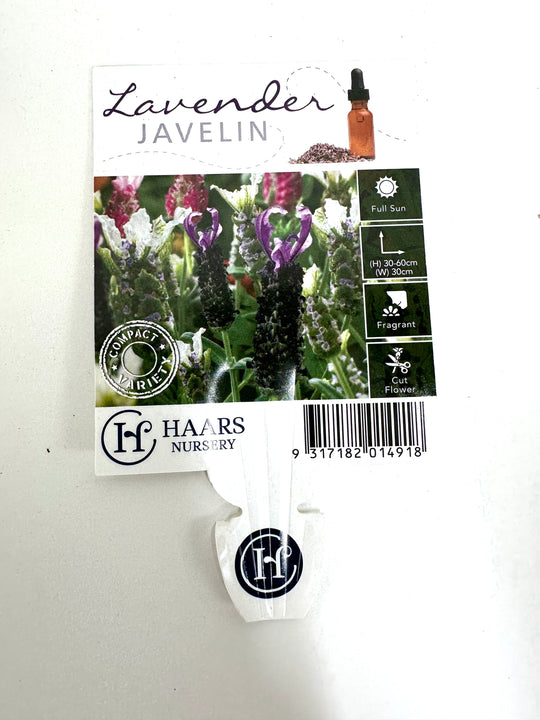 Lavender
JAVELIN
Full Sun
(H) 30-60cm
(W) 30cm
Fragrant
Cut
Flower
COMPACT
VARIETY
H
HAARS
NURSERY
9 317182 014918
H